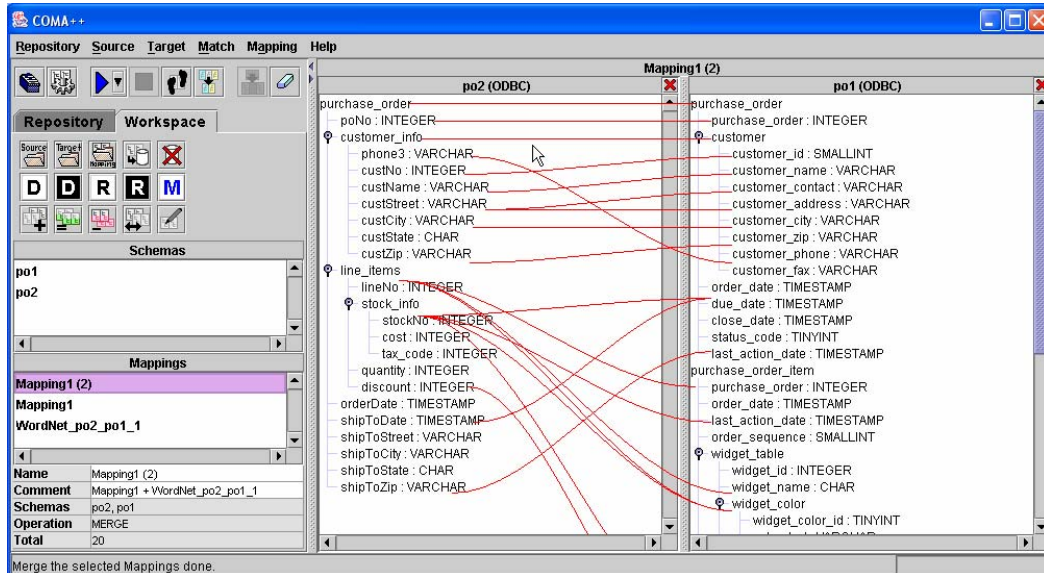 COMA++
Repository Source Target Match Mapping Help
Mapping1 (2)
po2 (ODBC)
po1 (ODBC)
Repository
Workspace
Source Target
D D R R M
Schemas
po1
po2
Mappings
Mapping1 (2)
Mapping1
WordNet_po2_po1_1
Name Mapping1 (2)
Comment Mapping1 + WordNet_po2_po1_1
Schemas po2, po1
Operation MERGE
Total 20
purchase_order
poNo : INTEGER
customer_info
phone3 : VARCHAR
custNo : INTEGER
custName : VARCHAR
custStreet : VARCHAR
custCity : VARCHAR
custState : CHAR
custZip : VARCHAR
line_items
lineNo : INTEGER
stock_info
stockNo : INTEGER
cost : INTEGER
tax_code : INTEGER
quantity : INTEGER
discount : INTEGER
orderDate : TIMESTAMP
shipToDate : TIMESTAMP
shipToStreet : VARCHAR
shipToCity : VARCHAR
shipToState : CHAR
shipToZip : VARCHAR
purchase_order
purchase_order : INTEGER
customer
customer_id : SMALLINT
customer_name : VARCHAR
customer_contact : VARCHAR
customer_address : VARCHAR
customer_city : VARCHAR
customer_zip : VARCHAR
customer_phone : VARCHAR
customer_fax : VARCHAR
order_date : TIMESTAMP
due_date : TIMESTAMP
close_date : TIMESTAMP
status_code : TINYINT
last_action_date : TIMESTAMP
purchase_order_item
purchase_order : INTEGER
order_date : TIMESTAMP
last_action_date : TIMESTAMP
order_sequence : SMALLINT
widget_table
widget_id : INTEGER
widget_name : CHAR
widget_color
widget_color_id : TINYINT
Merge the selected Mappings done.